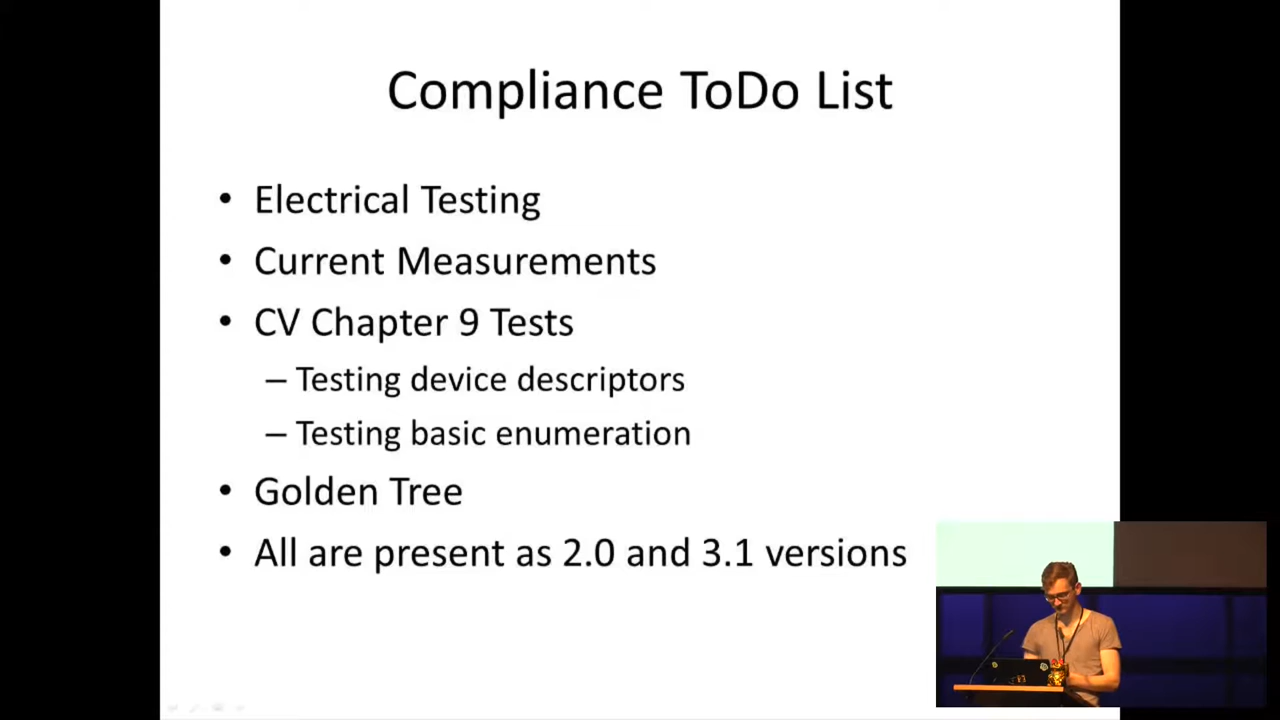 Compliance ToDo List
• Electrical Testing
• Current Measurements
• CV Chapter 9 Tests
– Testing device descriptors
– Testing basic enumeration
• Golden Tree
• All are present as 2.0 and 3.1 versions